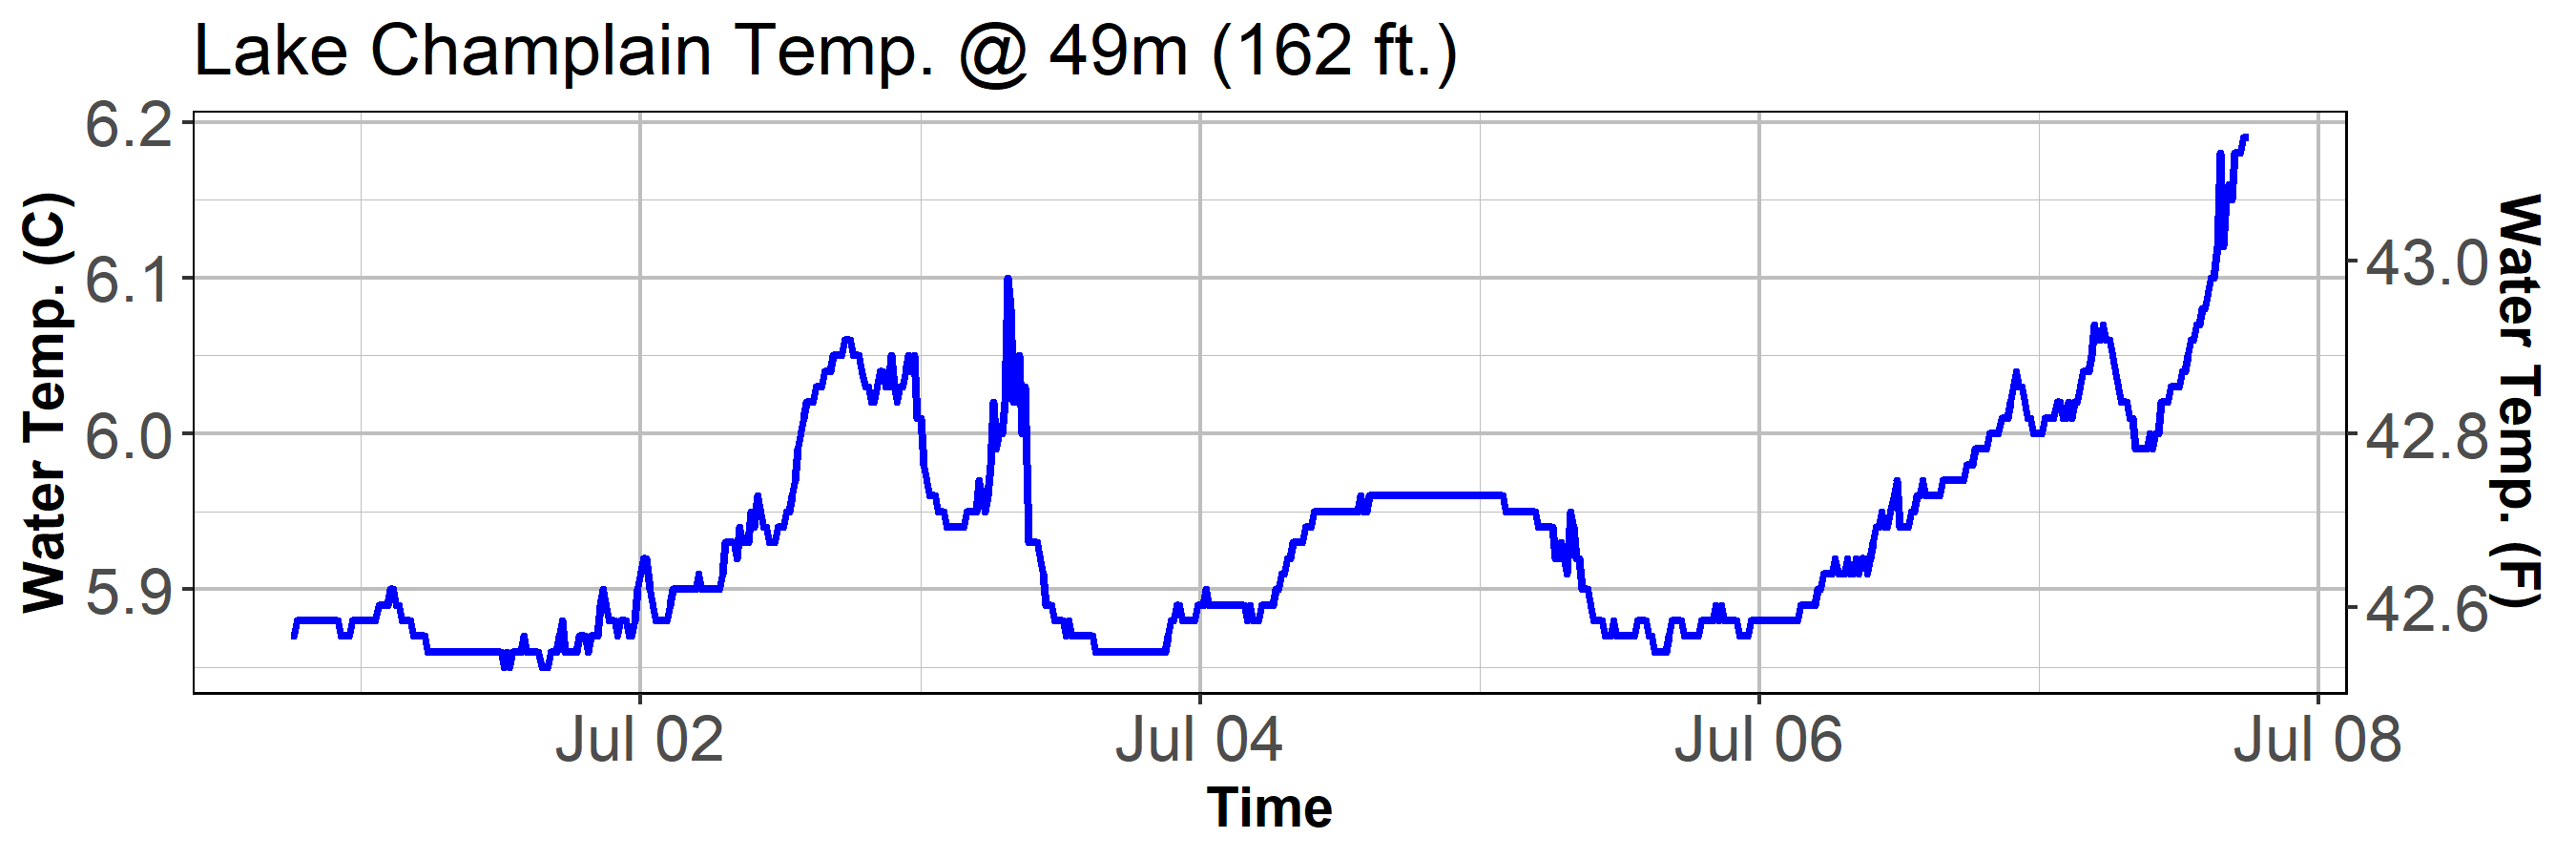 Lake Champlain Temp. @ 49m (162 ft.)
6.2
6.1
6.0
5.9
Water Temp. (C)
43.0
42.8
42.6
Water Temp. (F)
Jul 02 Jul 04 Jul 06 Jul 08
Time